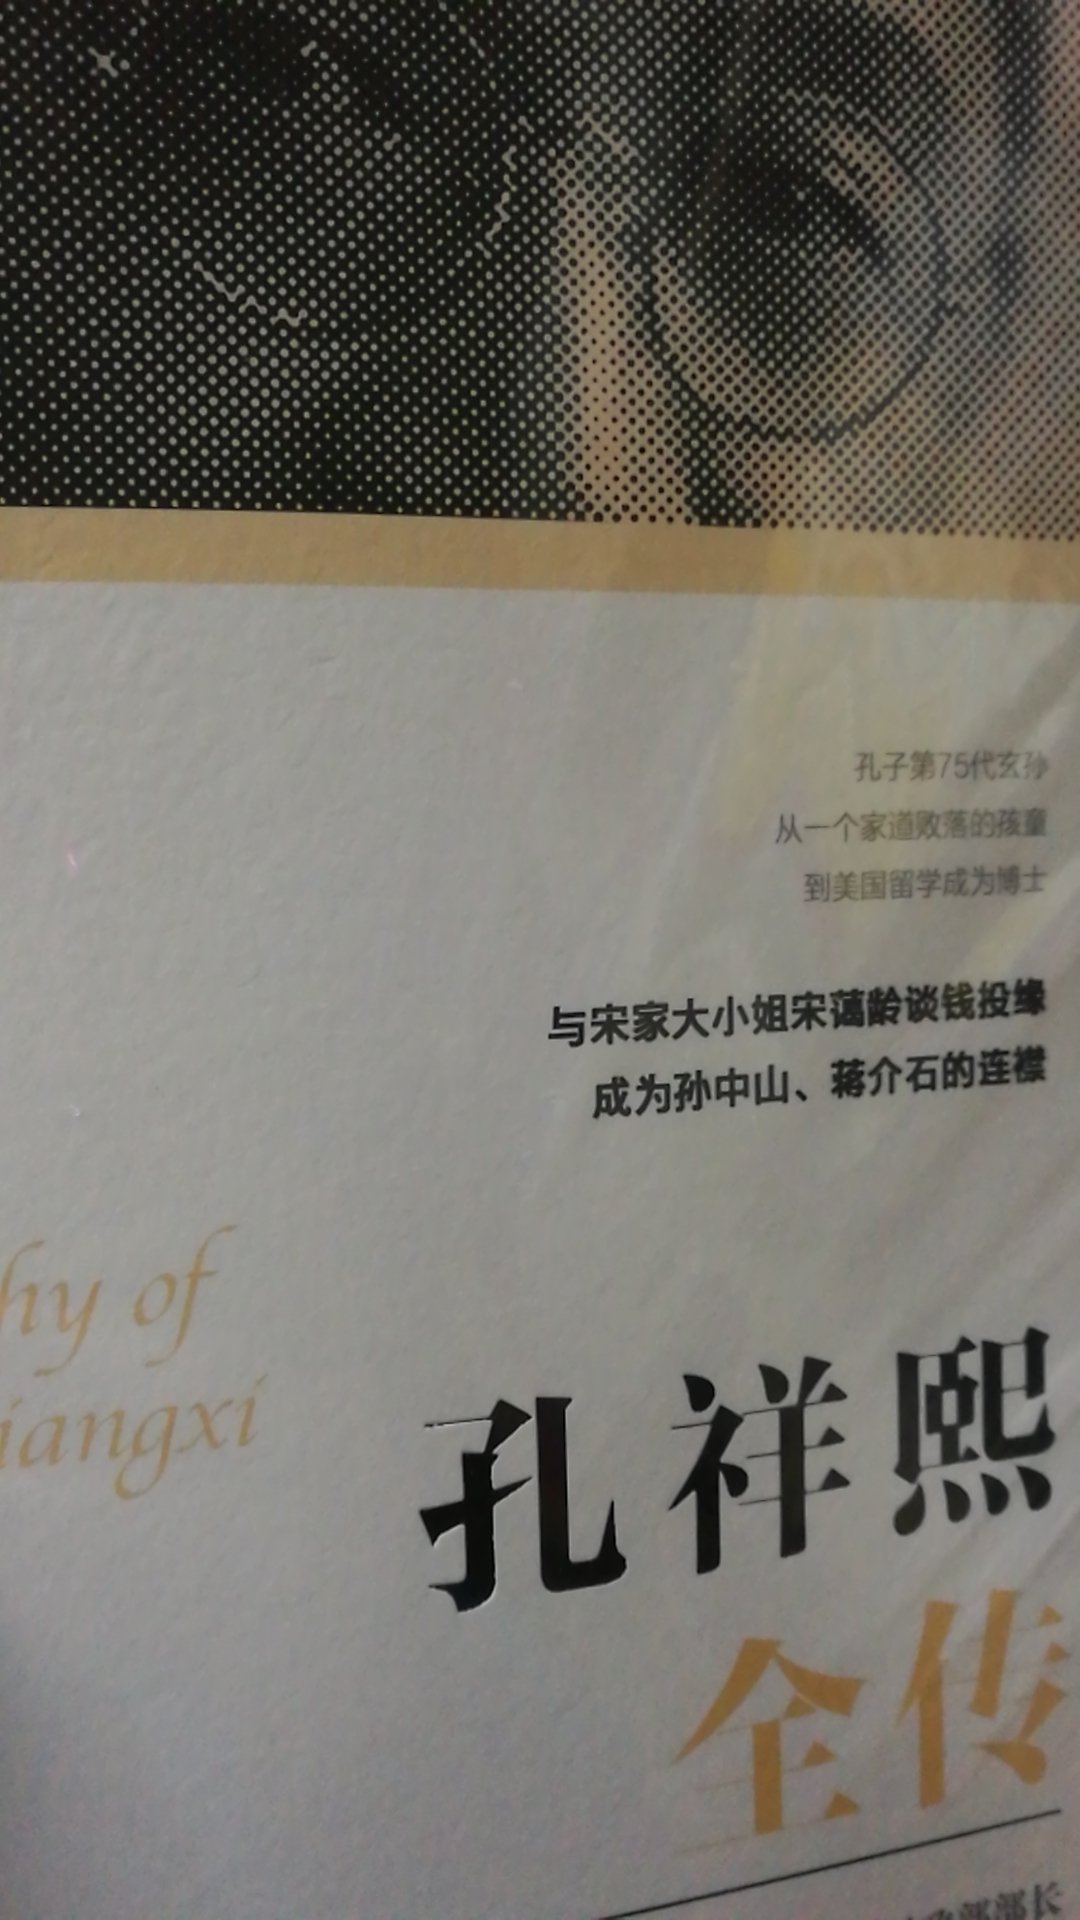 孔子第75代玄孙
从一个家道败落的孩童
到美国留学成为博士
与宋家大小姐宋蔼龄谈钱投缘
成为孙中山、蒋介石的连襟
hy of
iangxi
孔祥熙
全传
部部长